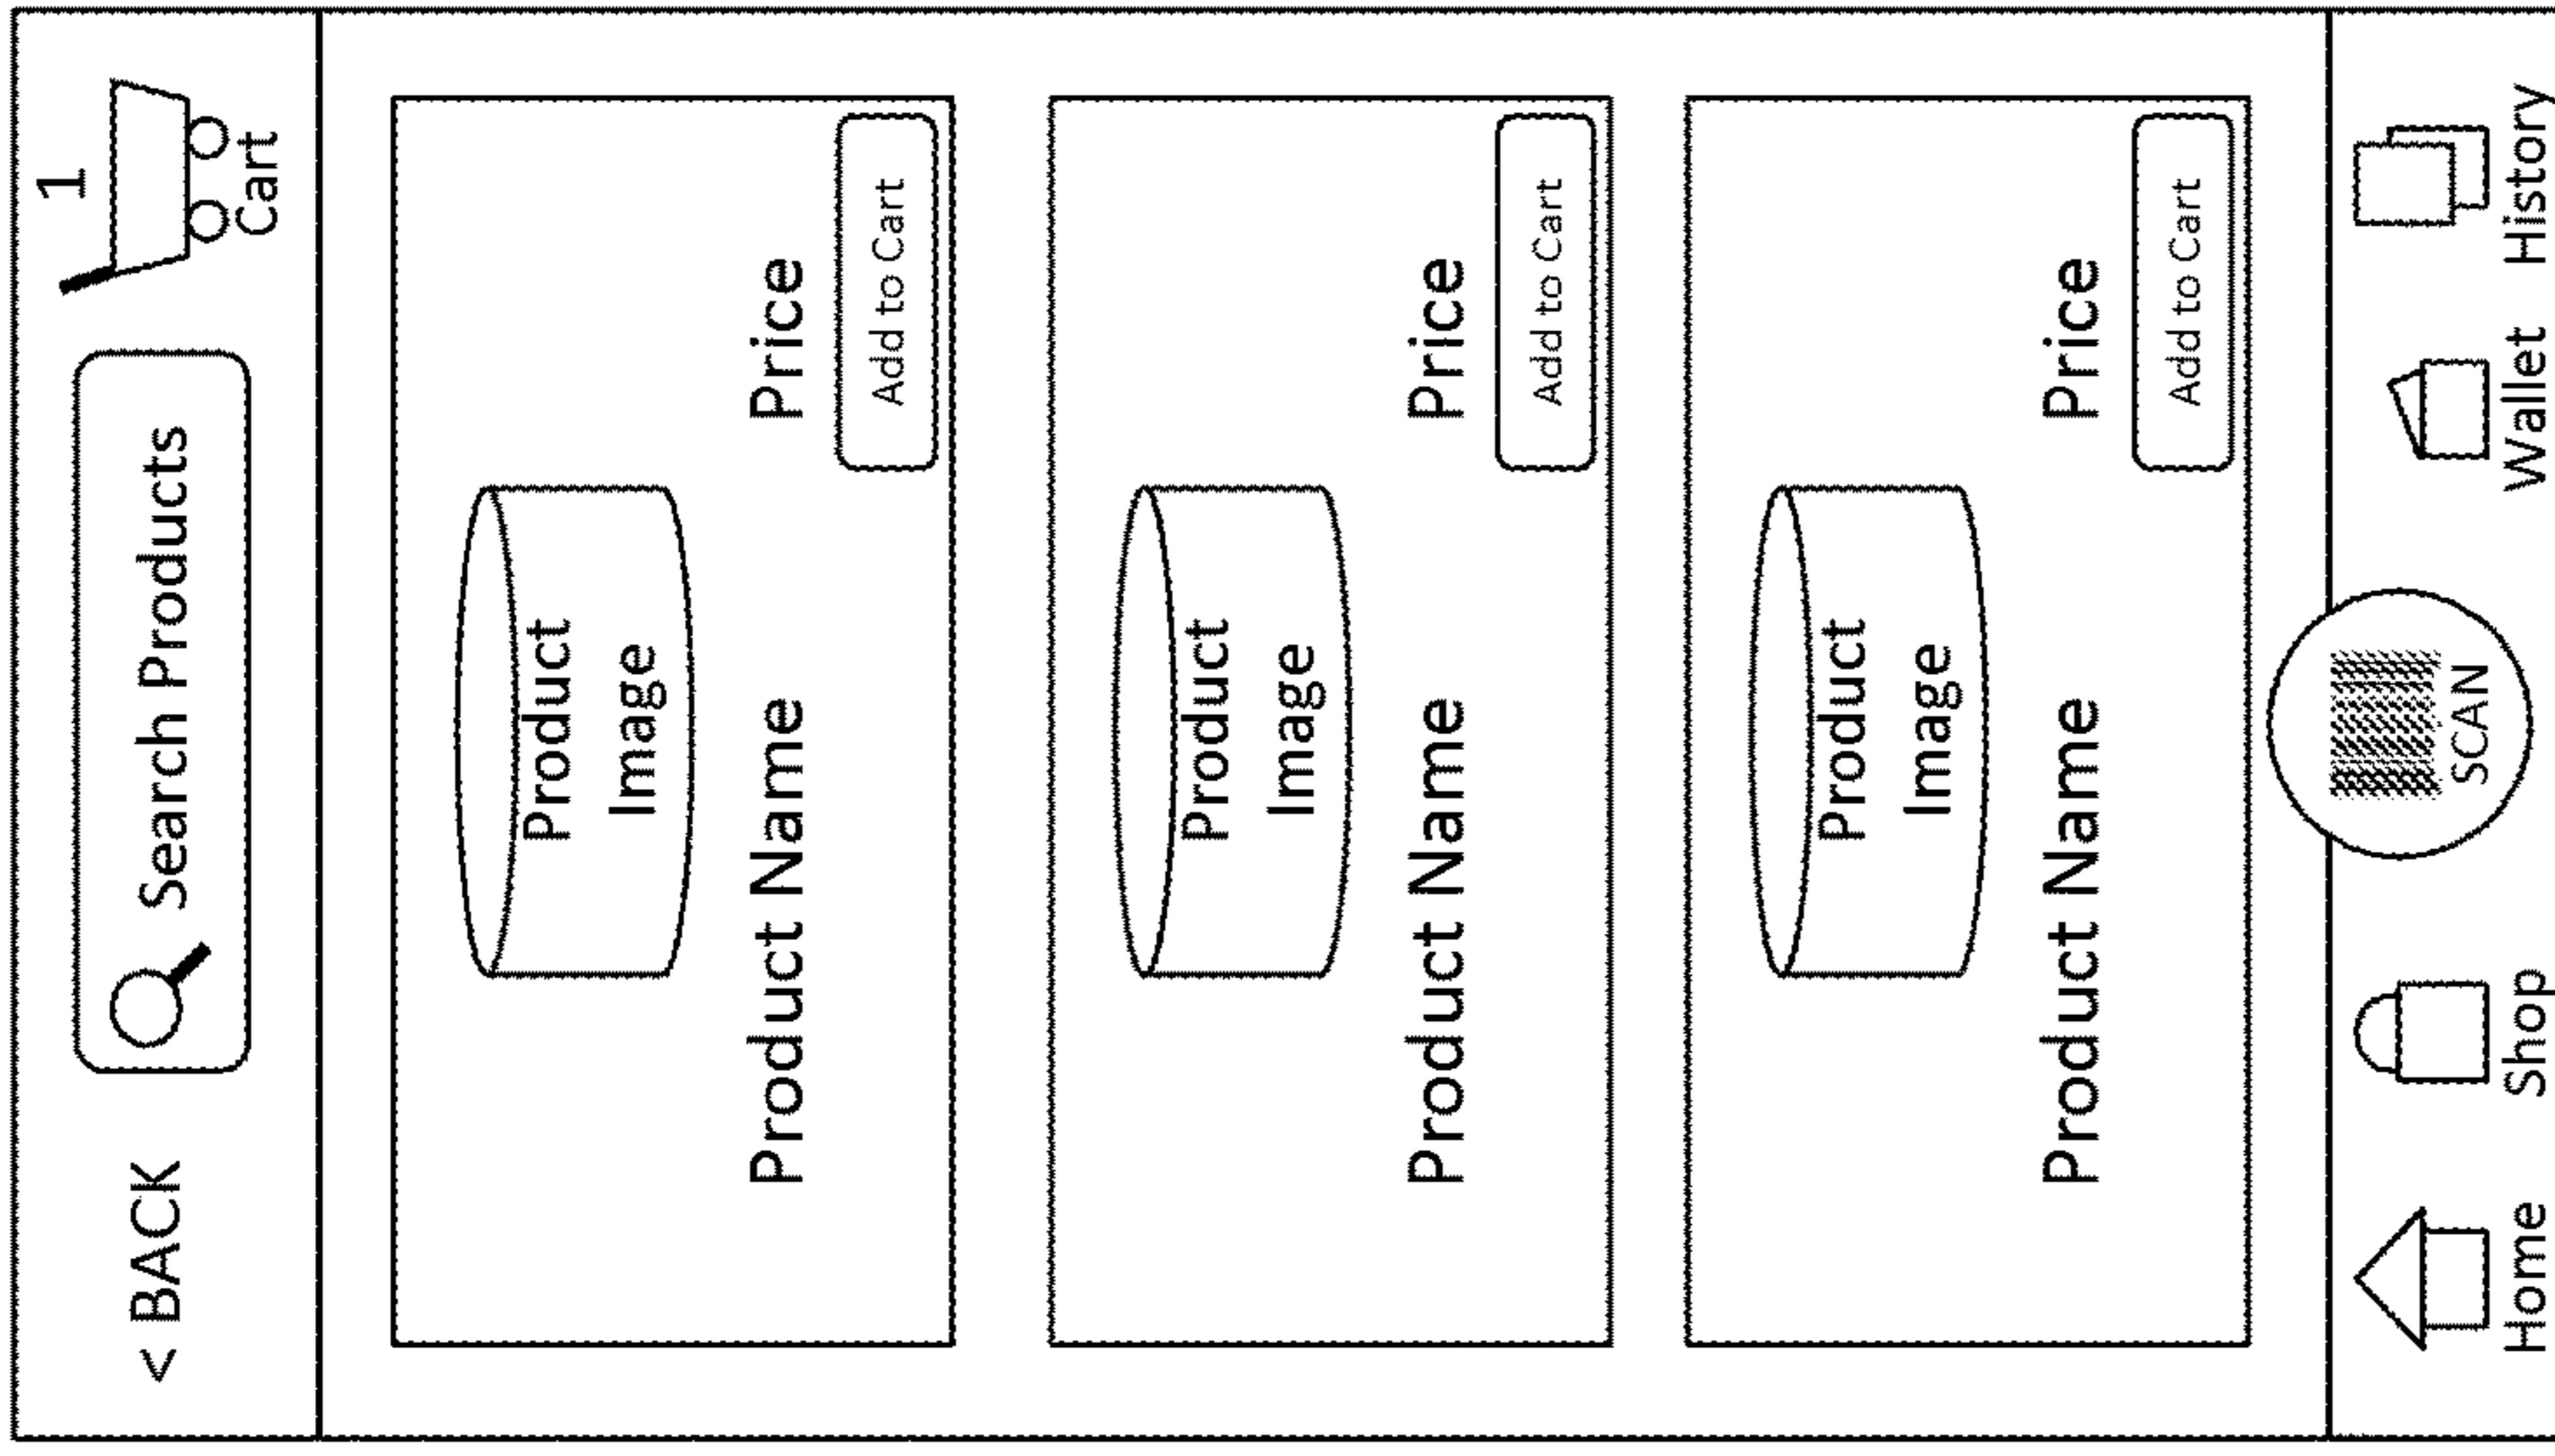 1
< BACK
Search Products
Cart
Product
Image
Product Name
Price
Add to Cart
Product
Image
Product Name
Price
Add to Cart
Product
Image
Product Name
Price
Add to Cart
SCAN
Home
Shop
Wallet
History